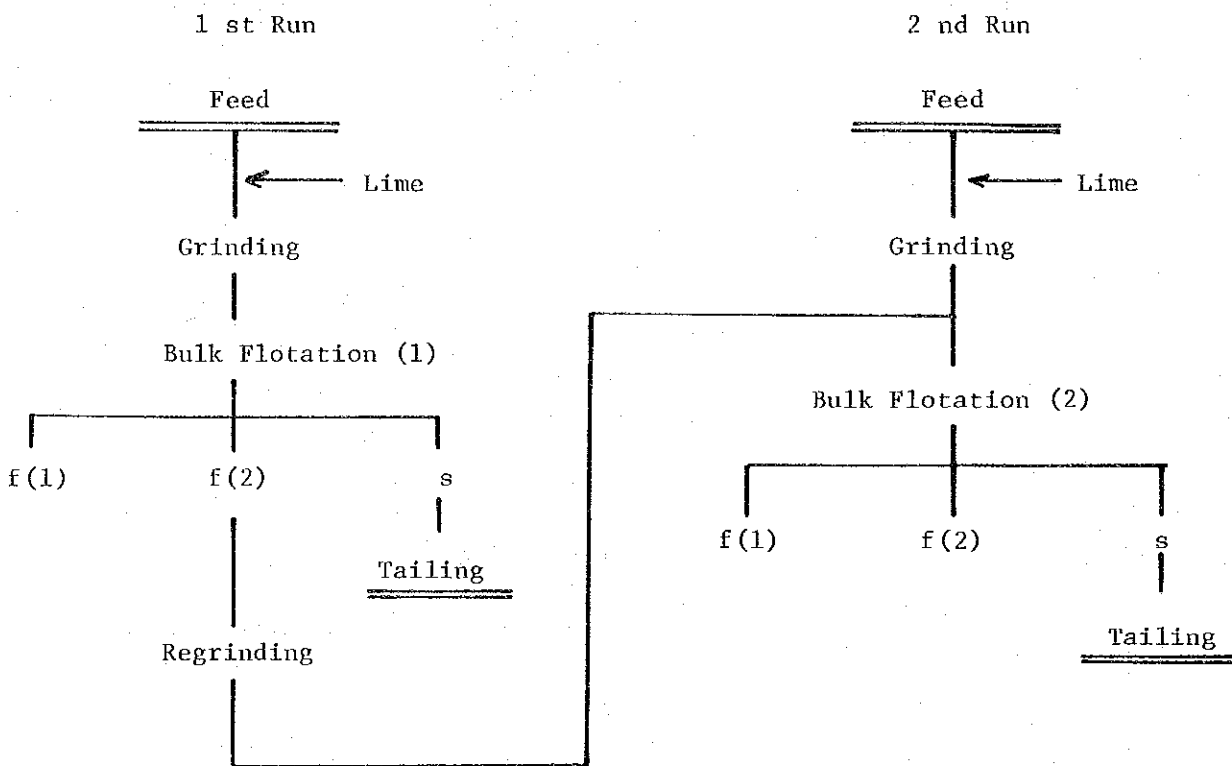 1 st Run
Feed
Lime
Grinding
Bulk Flotation (1)
f(1) f(2) s
Tailing
Regrinding
2 nd Run
Feed
Lime
Grinding
Bulk Flotation (2)
f(1) f(2) s
Tailing